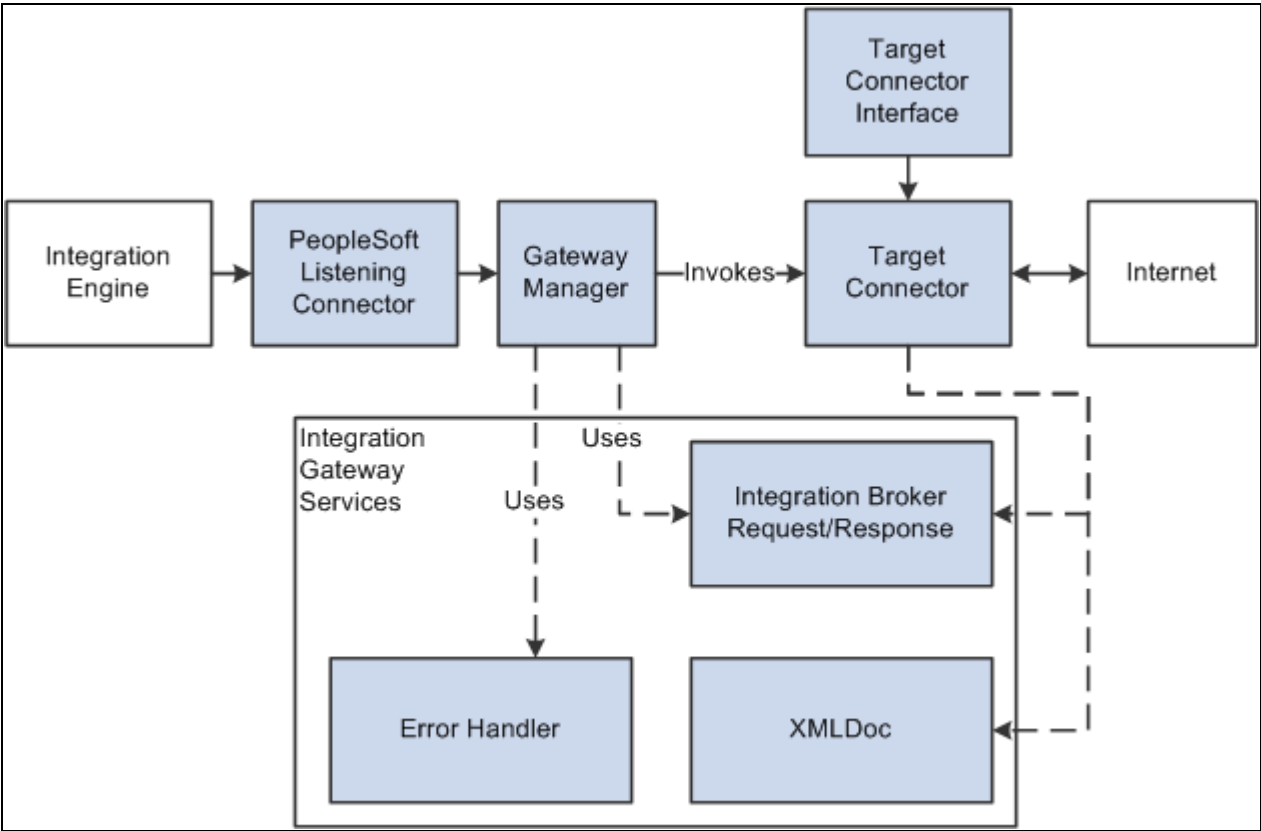 Target
Connector
Interface
Integration
Engine
PeopleSoft
Listening
Connector
Gateway
Manager
Invokes
Target
Connector
Internet
Integration
Gateway
Services
Uses
Uses
Integration Broker
Request/Response
Error Handler
XMLDoc